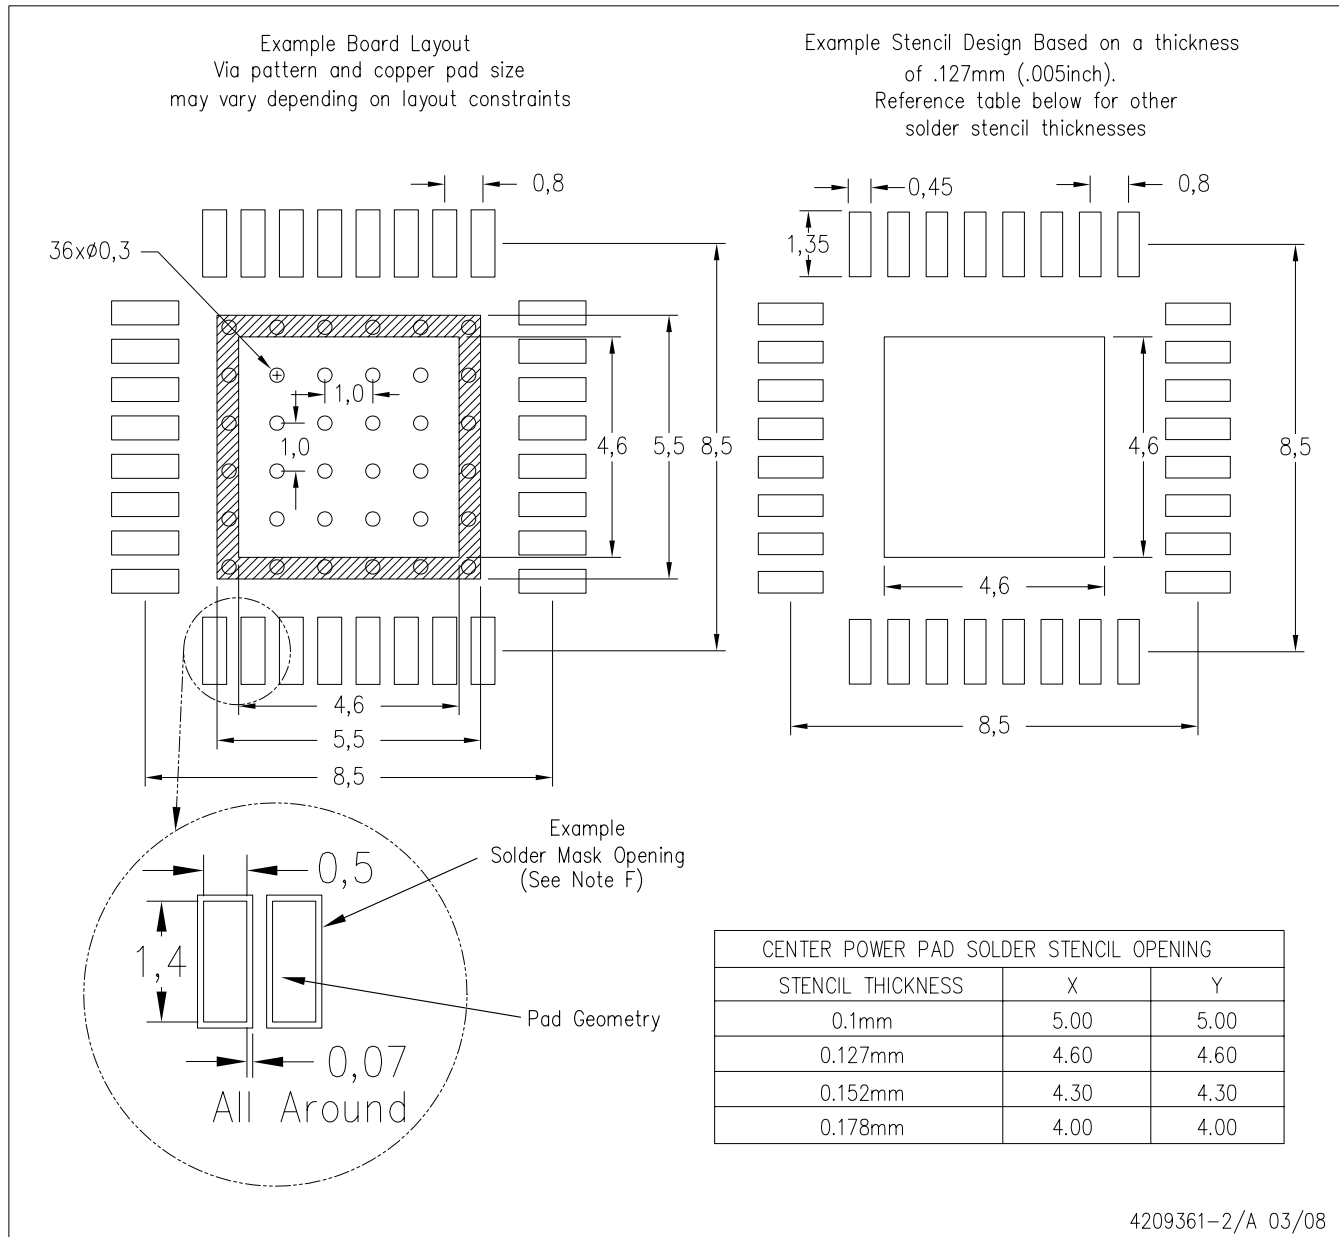 Example Board Layout
Via pattern and copper pad size
may vary depending on layout constraints
Example Stencil Design Based on a thickness
of .127mm (.005inch).
Reference table below for other
solder stencil thicknesses
0,8
36xø0,3
1,0
1,0
4,6
5,5
8,5
4,6
5,5
8,5
0,45
0,8
1,35
4,6
8,5
4,6
8,5
Example
Solder Mask Opening
(See Note F)
0,5
1,4
Pad Geometry
0,07
All Around
CENTER POWER PAD SOLDER STENCIL OPENING
STENCIL THICKNESS X Y
0.1mm 5.00 5.00
0.127mm 4.60 4.60
0.152mm 4.30 4.30
0.178mm 4.00 4.00
4209361-2/A 03/08